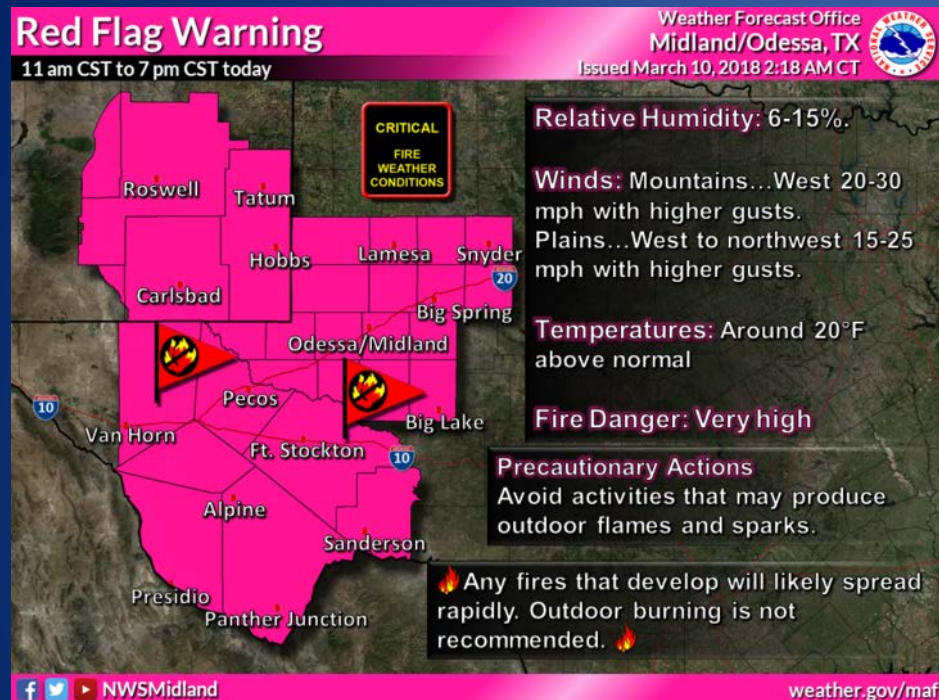 Red Flag Warning
11 am CST to 7 pm CST today
Weather Forecast Office
Midland/Odessa, TX
Issued March 10, 2018 2:18 AM CT
NATIONAL WEATHER SERVICE
CRITICAL
FIRE
WEATHER
CONDITIONS
Roswell
Tatum
Hobbs
Lamesa
Snyder
20
Carlsbad
Big Spring
Odessa/Midland
Pecos
10
Big Lake
Van Horn
Ft. Stockton
10
Alpine
Sanderson
Presidio
Panther Junction
Relative Humidity: 6-15%.
Winds: Mountains...West 20-30
mph with higher gusts.
Plains...West to northwest 15-25
mph with higher gusts.
Temperatures: Around 20°F
above normal
Fire Danger: Very high
Precautionary Actions
Avoid activities that may produce
outdoor flames and sparks.
Any fires that develop will likely spread
rapidly. Outdoor burning is not
recommended.
NWSMidland
weather.gov/maf